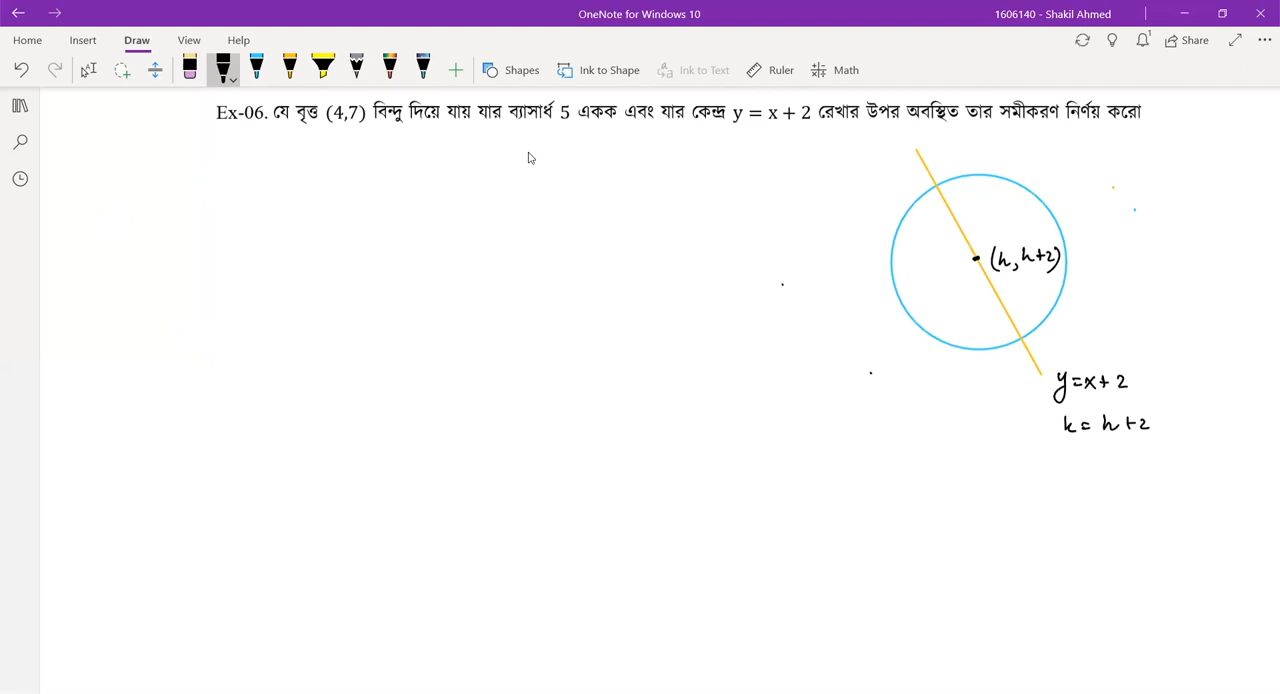 OneNote for Windows 10
1606140 - Shakil Ahmed
Home Insert Draw View Help
1 Share
Shapes Ink to Shape Ink to Text Ruler Math
Ex-06. যে বৃত্ত (4,7) বিন্দু দিয়ে যায় যার ব্যাসার্ধ 5 একক এবং যার কেন্দ্র y = x + 2 রেখার উপর অবস্থিত তার সমীকরণ নির্ণয় করো
(h, h+2)
y=x+2
k= h+2